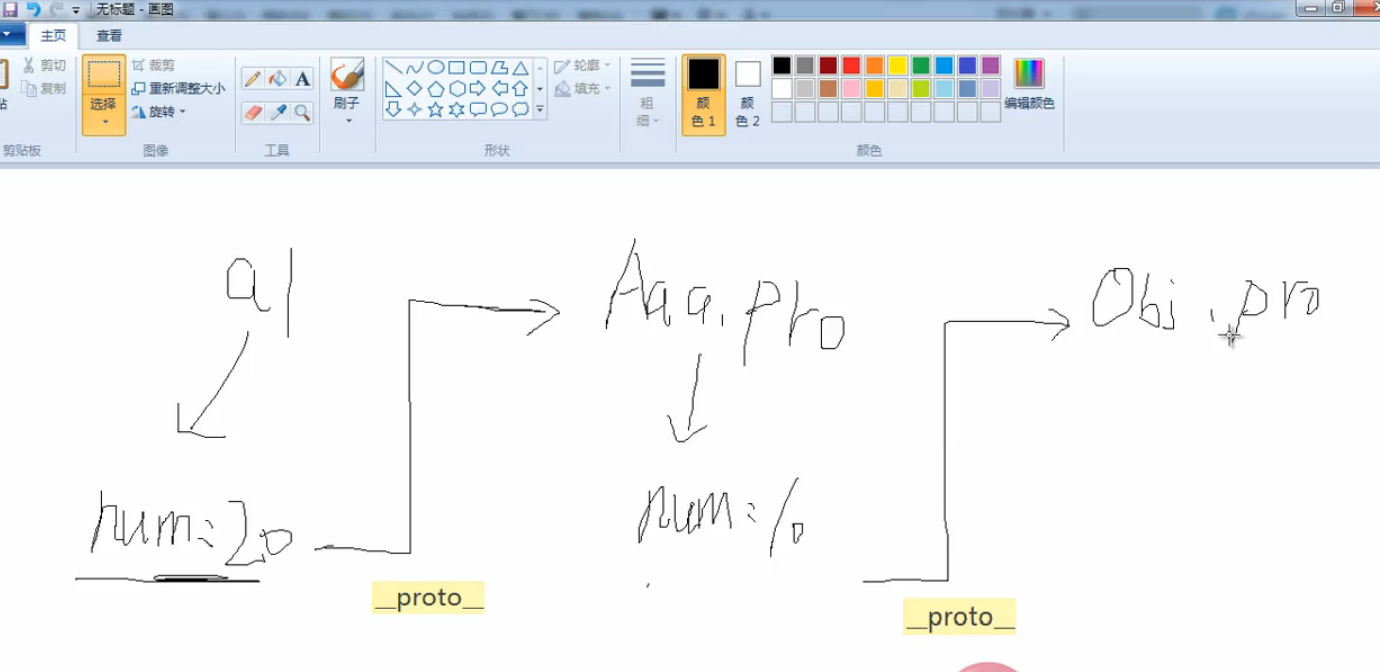 无标题 - 画图
主页 查看
剪切
复制
选择
裁剪
重新调整大小
旋转
A
刷子
轮廓
填充
粗细
颜色 1
颜色 2
编辑颜色
剪贴板 图像 工具 形状 颜色
a1 Aaa.pro Obj.pro
num=20 num=10
__proto__ __proto__